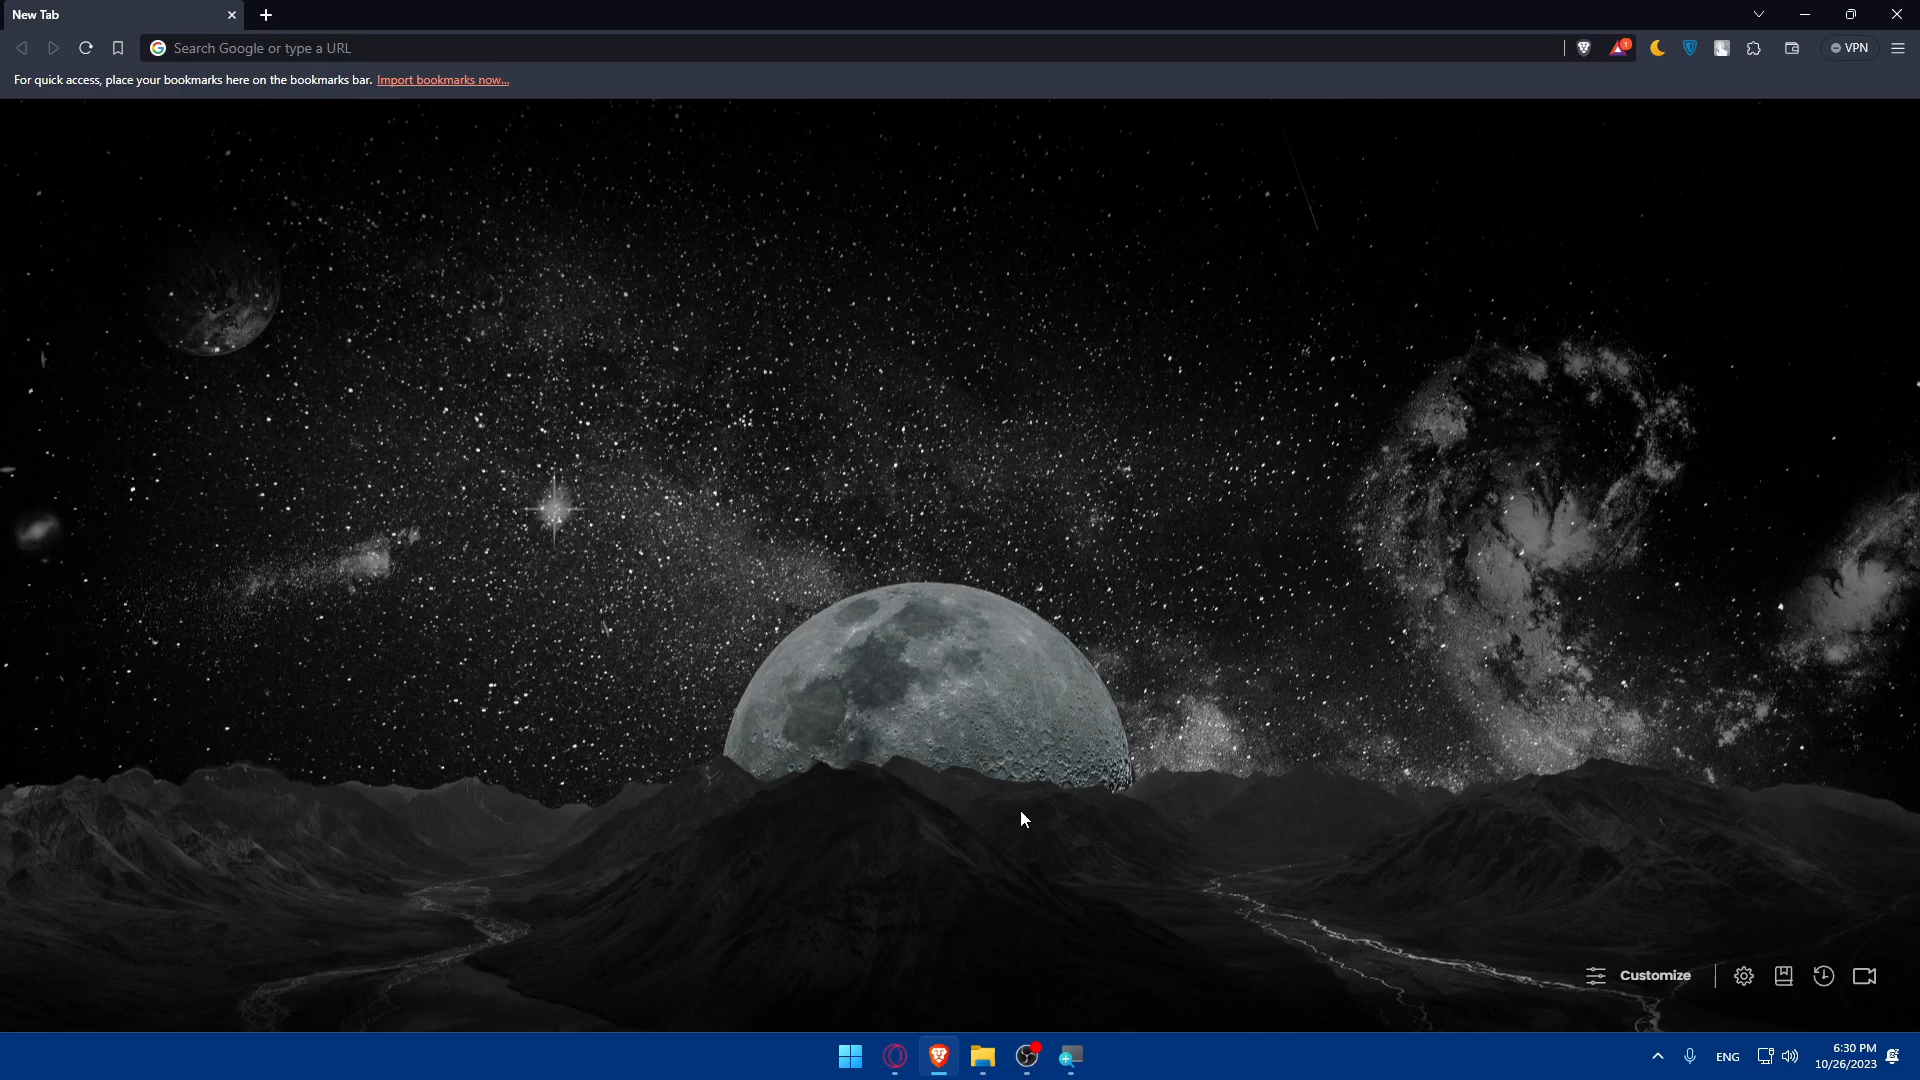 New Tab
Search Google or type a URL
1
VPN
For quick access, place your bookmarks here on the bookmarks bar. Import bookmarks now...
Customize
ENG
6:30 PM
10/26/2023